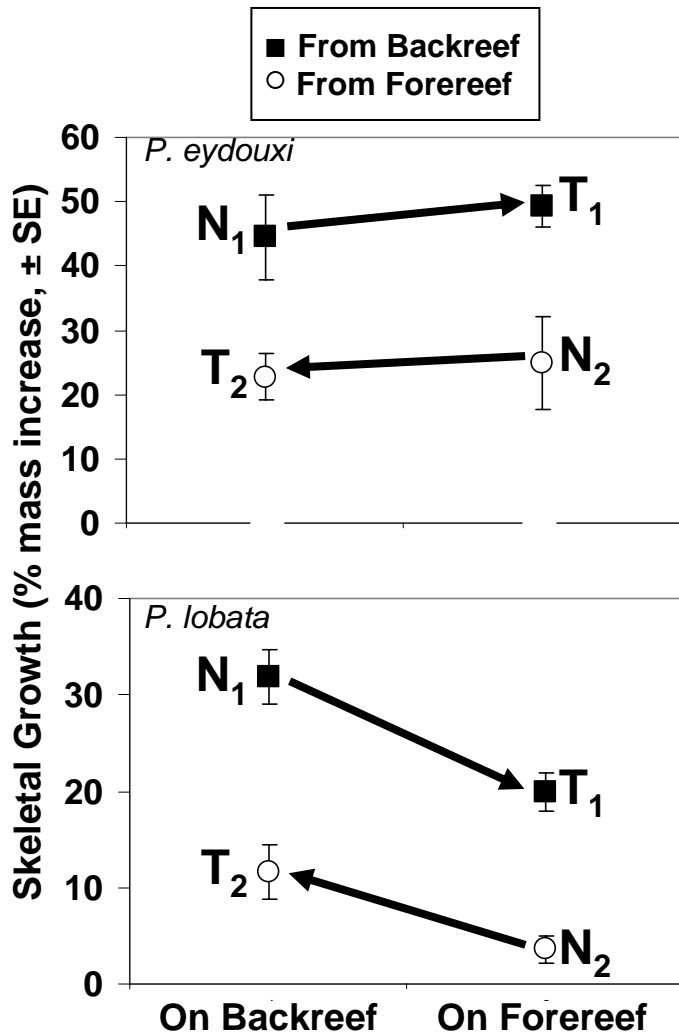 ■ From Backreef
○ From Forereef
Skeletal Growth (% mass increase, ± SE)
P. eydouxi
60
50
40
30
20
10
0
N₁
T₁
T₂
N₂
P. lobata
40
30
20
10
0
N₁
T₁
T₂
N₂
On Backreef On Forereef